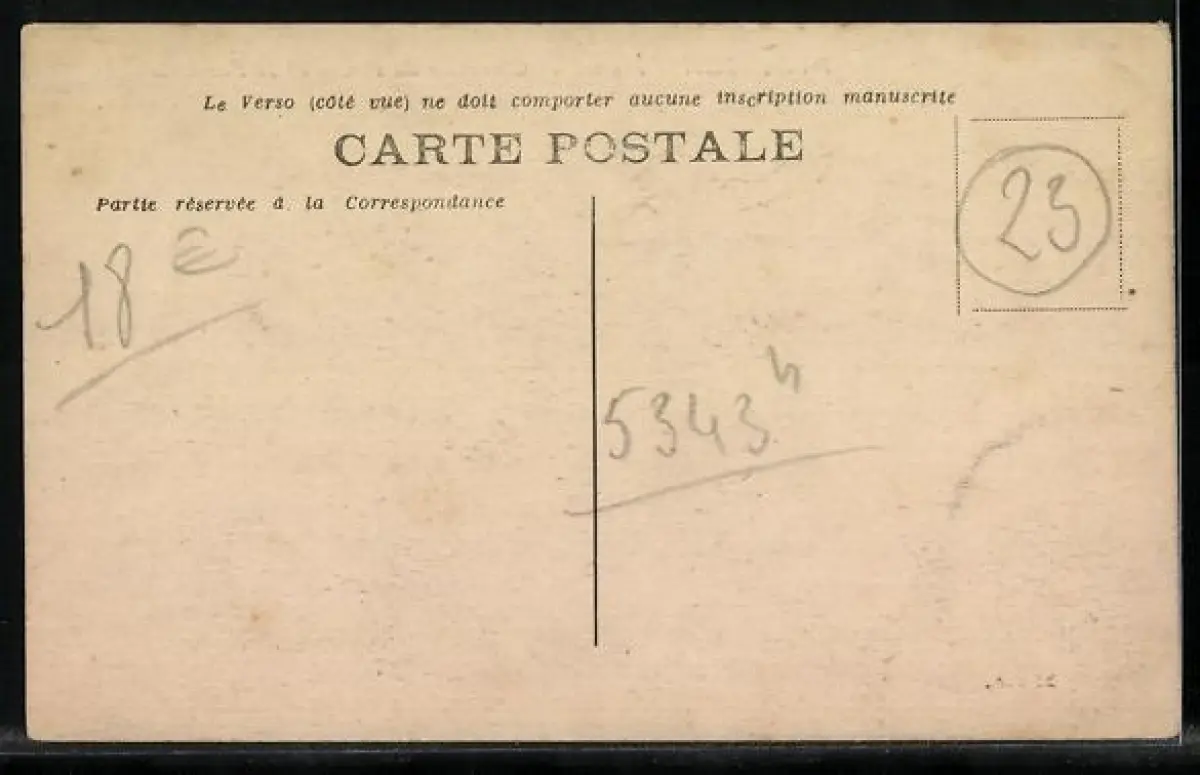 Le Verso (côté vue) ne doit comporter aucune inscription manuscrite
CARTE POSTALE
Partie réservée à la Correspondance
23
18 €
5343